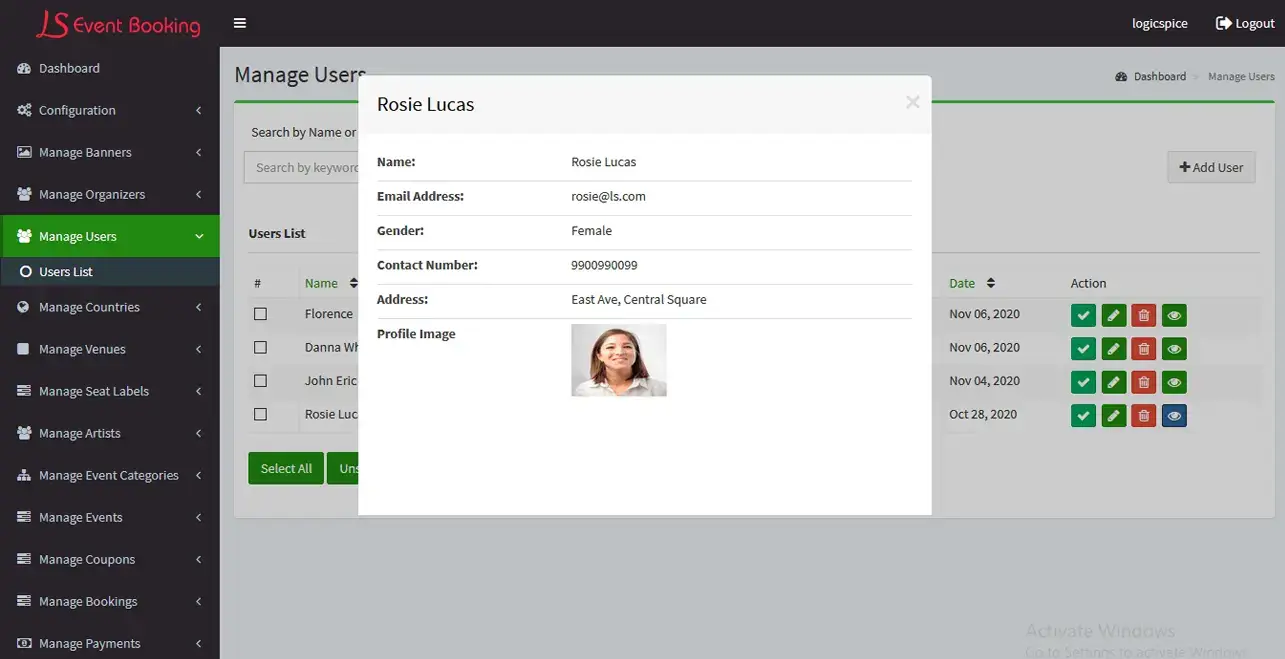 LS Event Booking
logicspice
Logout
Dashboard
Configuration
Manage Banners
Manage Organizers
Manage Users
Users List
Manage Countries
Manage Venues
Manage Seat Labels
Manage Artists
Manage Event Categories
Manage Events
Manage Coupons
Manage Bookings
Manage Payments
Manage Users
Dashboard > Manage Users
Search by Name or
Search by keyword
Add User
Users List
# Name Date Action
Florence Nov 06, 2020
Danna Wh Nov 06, 2020
John Eric Nov 04, 2020
Rosie Luc Oct 28, 2020
Select All Uns
Rosie Lucas ×
Name: Rosie Lucas
Email Address: rosie@ls.com
Gender: Female
Contact Number: 9900990099
Address: East Ave, Central Square
Profile Image
Activate Windows
Go to Settings to activate Windows.